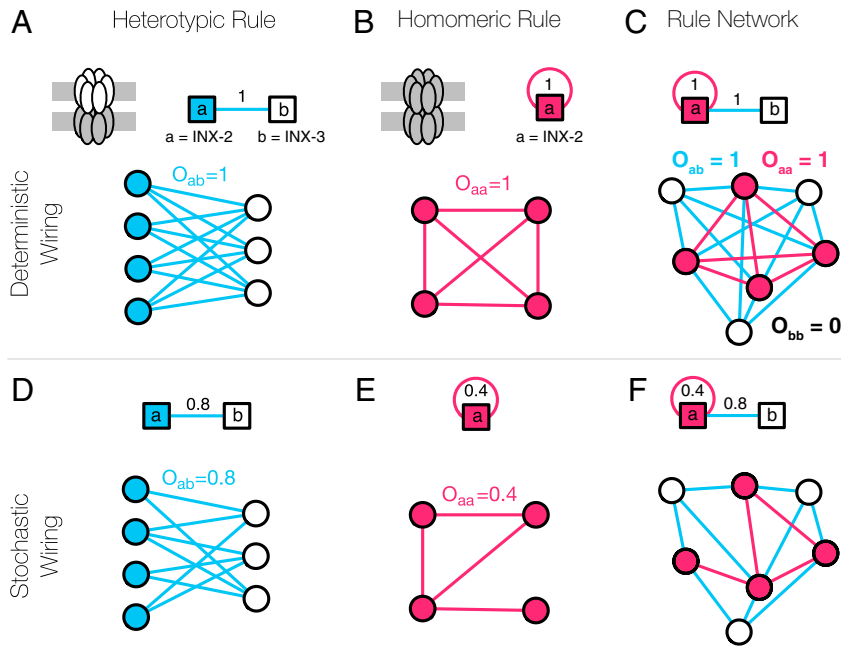 A
Heterotypic Rule
B
Homomeric Rule
C
Rule Network
1
a
b
a = INX-2
b = INX-3
1
a
a = INX-2
1
a
1
b
Deterministic
Wiring
Oab=1
Oaa=1
Oab = 1
Oaa = 1
Obb = 0
D
E
F
a
0.8
b
0.4
a
0.4
a
0.8
b
Stochastic
Wiring
Oab=0.8
Oaa=0.4